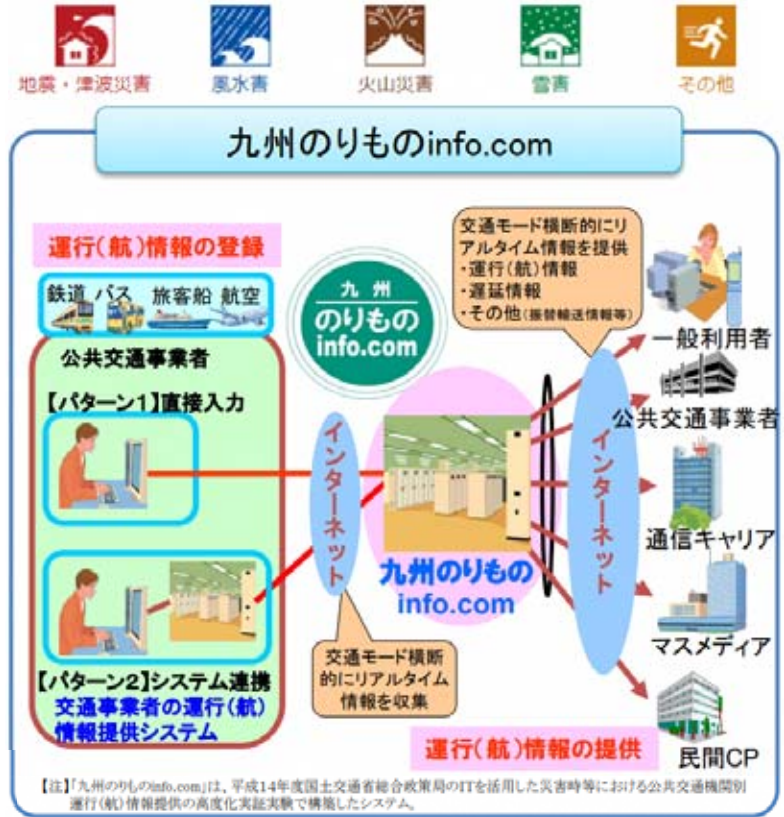 地震・津波災害
風水害
火山災害
雪害
その他
九州のりものinfo.com
運行(航)情報の登録
鉄道 バス 旅客船 航空
公共交通事業者
【パターン1】直接入力
【パターン2】システム連携
交通事業者の運行(航)
情報提供システム
九州
のりもの
info.com
インターネット
九州のりもの
info.com
交通モード横断
的にリアルタイム
情報を収集
交通モード横断的にリ
アルタイム情報を提供
・運行(航)情報
・遅延情報
・その他(振替輸送情報等)
インターネット
一般利用者
公共交通事業者
通信キャリア
マスメディア
民間CP
運行(航)情報の提供
【注】「九州のりものinfo.com」は、平成14年度国土交通省総合政策局のITを活用した災害時等における公共交通機関別
運行(航)情報提供の高度化実証実験で構築したシステム。